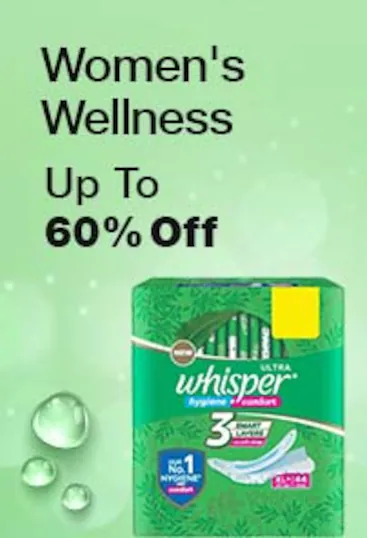 Women's
Wellness
Up To
60% Off
NEW
ULTRA
whisper
hygiene + comfort
3 SMART
LAYERS
OUR
No.1
HYGIENE
comfort
XL+ 44